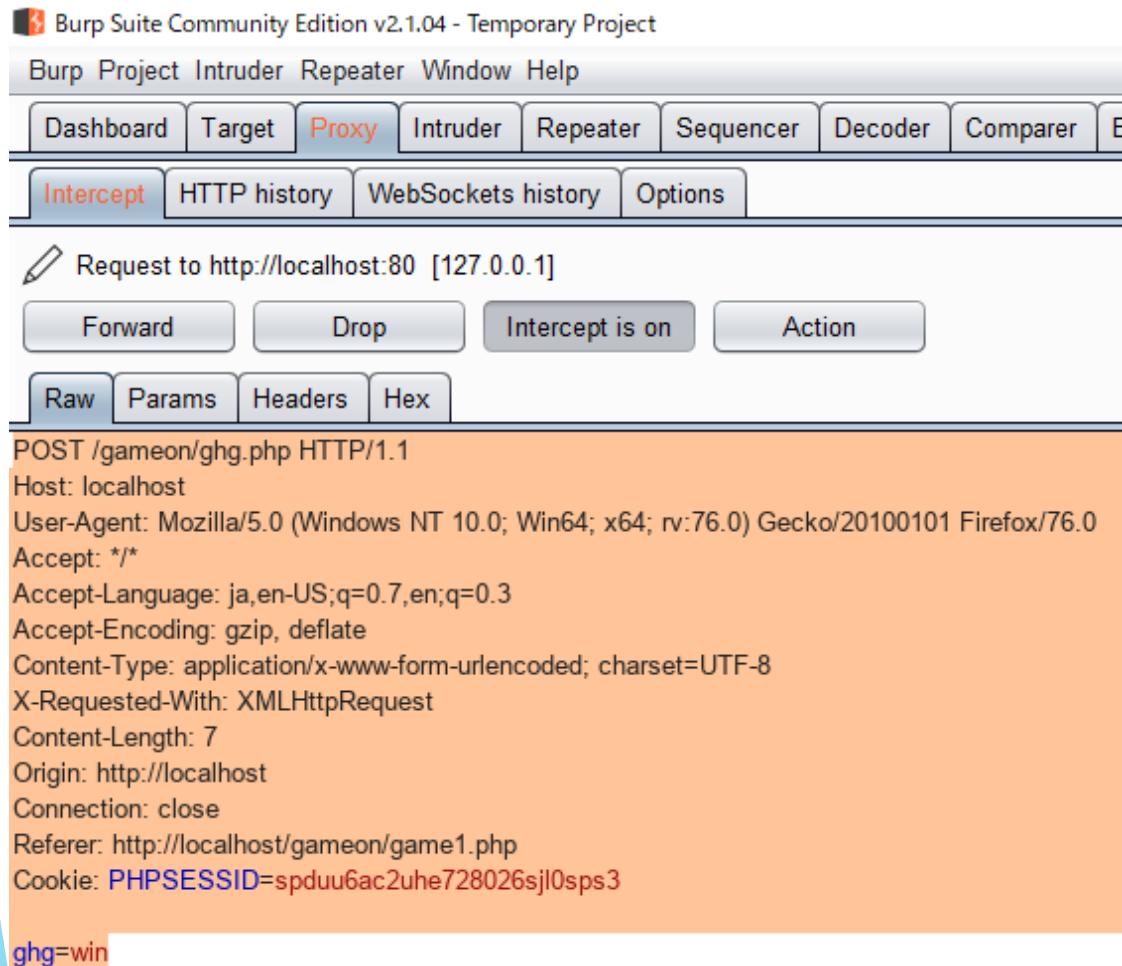 Burp Suite Community Edition v2.1.04 - Temporary Project
Burp Project Intruder Repeater Window Help
Dashboard Target Proxy Intruder Repeater Sequencer Decoder Comparer
Intercept HTTP history WebSockets history Options
Request to http://localhost:80 [127.0.0.1]
Forward Drop Intercept is on Action
Raw Params Headers Hex
POST /gameon/ghg.php HTTP/1.1
Host: localhost
User-Agent: Mozilla/5.0 (Windows NT 10.0; Win64; x64; rv:76.0) Gecko/20100101 Firefox/76.0
Accept: */*
Accept-Language: ja,en-US;q=0.7,en;q=0.3
Accept-Encoding: gzip, deflate
Content-Type: application/x-www-form-urlencoded; charset=UTF-8
X-Requested-With: XMLHttpRequest
Content-Length: 7
Origin: http://localhost
Connection: close
Referer: http://localhost/gameon/game1.php
Cookie: PHPSESSID=spduu6ac2uhe728026sjl0sps3
ghg=win